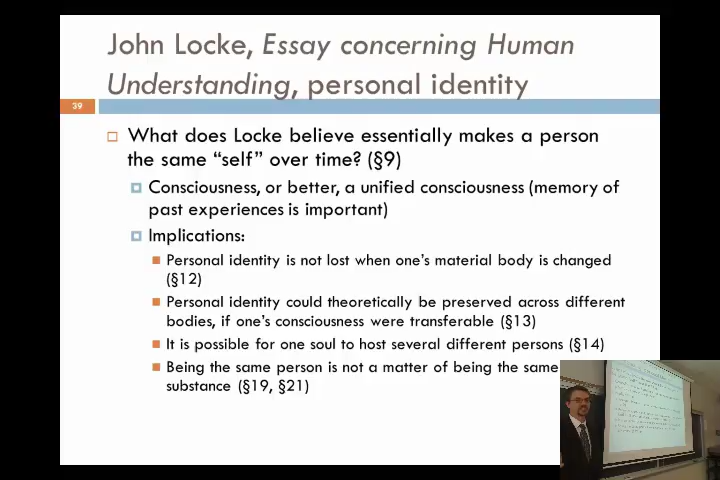 John Locke, Essay concerning Human
Understanding, personal identity
39
What does Locke believe essentially makes a person
the same “self” over time? (§9)
Consciousness, or better, a unified consciousness (memory of
past experiences is important)
Implications:
Personal identity is not lost when one’s material body is changed
(§12)
Personal identity could theoretically be preserved across different
bodies, if one’s consciousness were transferable (§13)
It is possible for one soul to host several different persons (§14)
Being the same person is not a matter of being the same
substance (§19, §21)